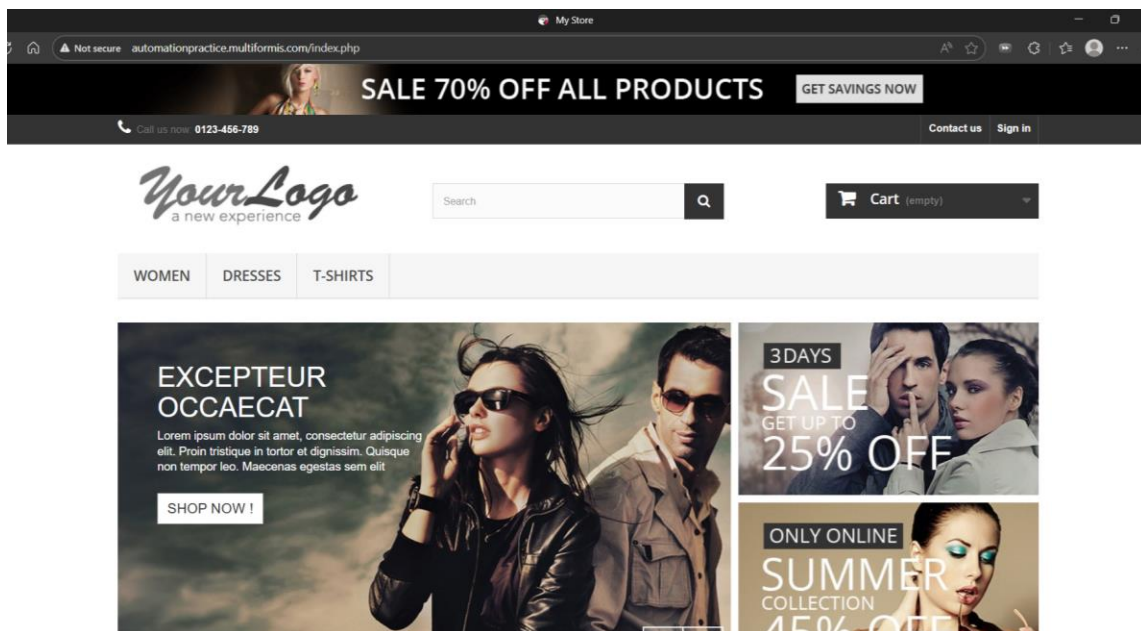 My Store
Not secure automationpractice.multiformis.com/index.php
SALE 70% OFF ALL PRODUCTS GET SAVINGS NOW
Call us now: 0123-456-789 Contact us Sign in
YourLogo
a new experience
Search
Cart (empty)
WOMEN DRESSES T-SHIRTS
EXCEPTEUR
OCCAECAT
Lorem ipsum dolor sit amet, consectetur adipiscing
elit. Proin tristique in tortor et dignissim. Quisque
non tempor leo. Maecenas egestas sem elit
SHOP NOW !
3DAYS
SALE
GET UP TO
25% OFF
ONLY ONLINE
SUMMER
COLLECTION
45% OFF